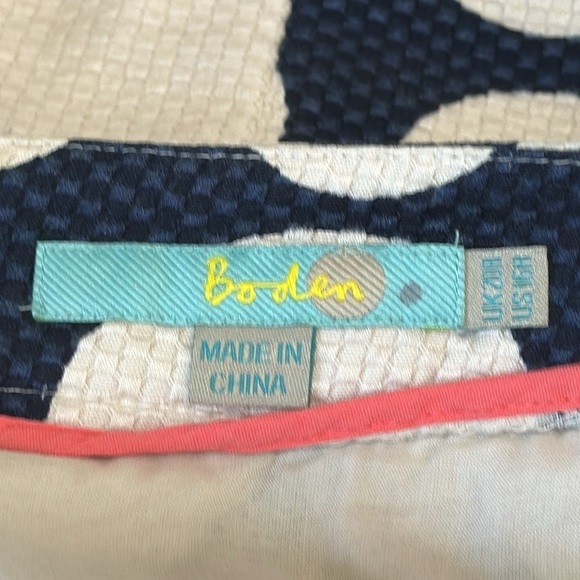 Boden
UK20R
US16R
MADE IN
CHINA